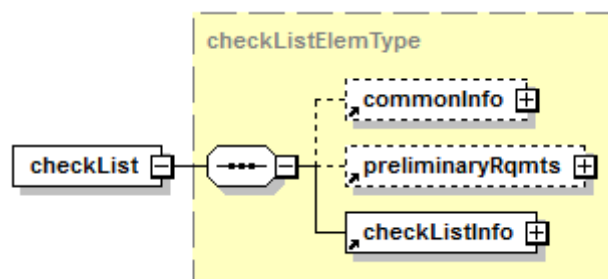 checkListElemType
commonInfo
checkList
preliminaryRqmts
checkListInfo